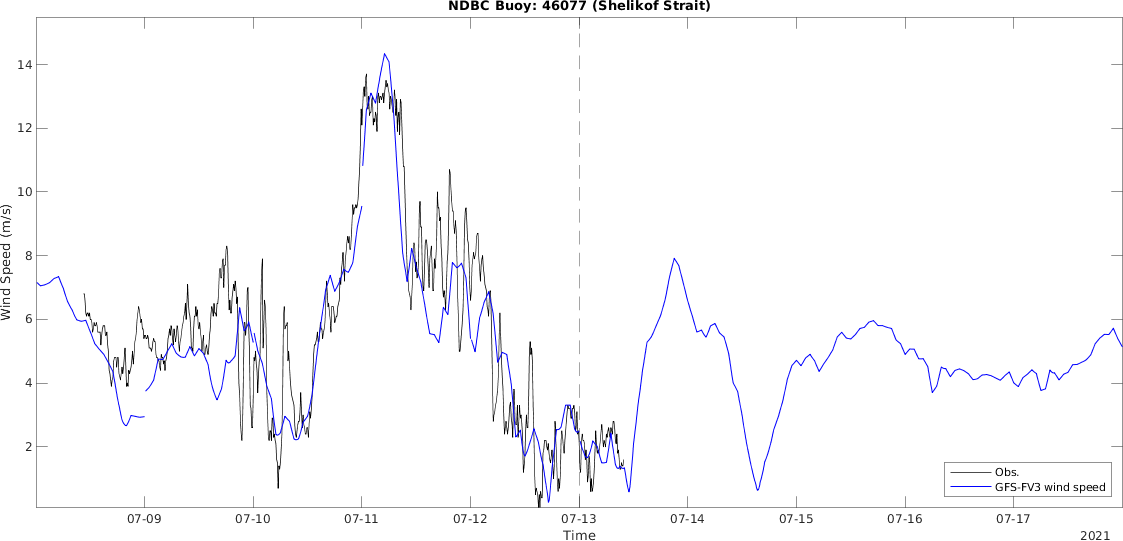 NDBC Buoy: 46077 (Shelikof Strait)
14
12
10
8
6
4
2
Wind Speed (m/s)
Obs.
GFS-FV3 wind speed
07-09 07-10 07-11 07-12 07-13 07-14 07-15 07-16 07-17
Time
2021